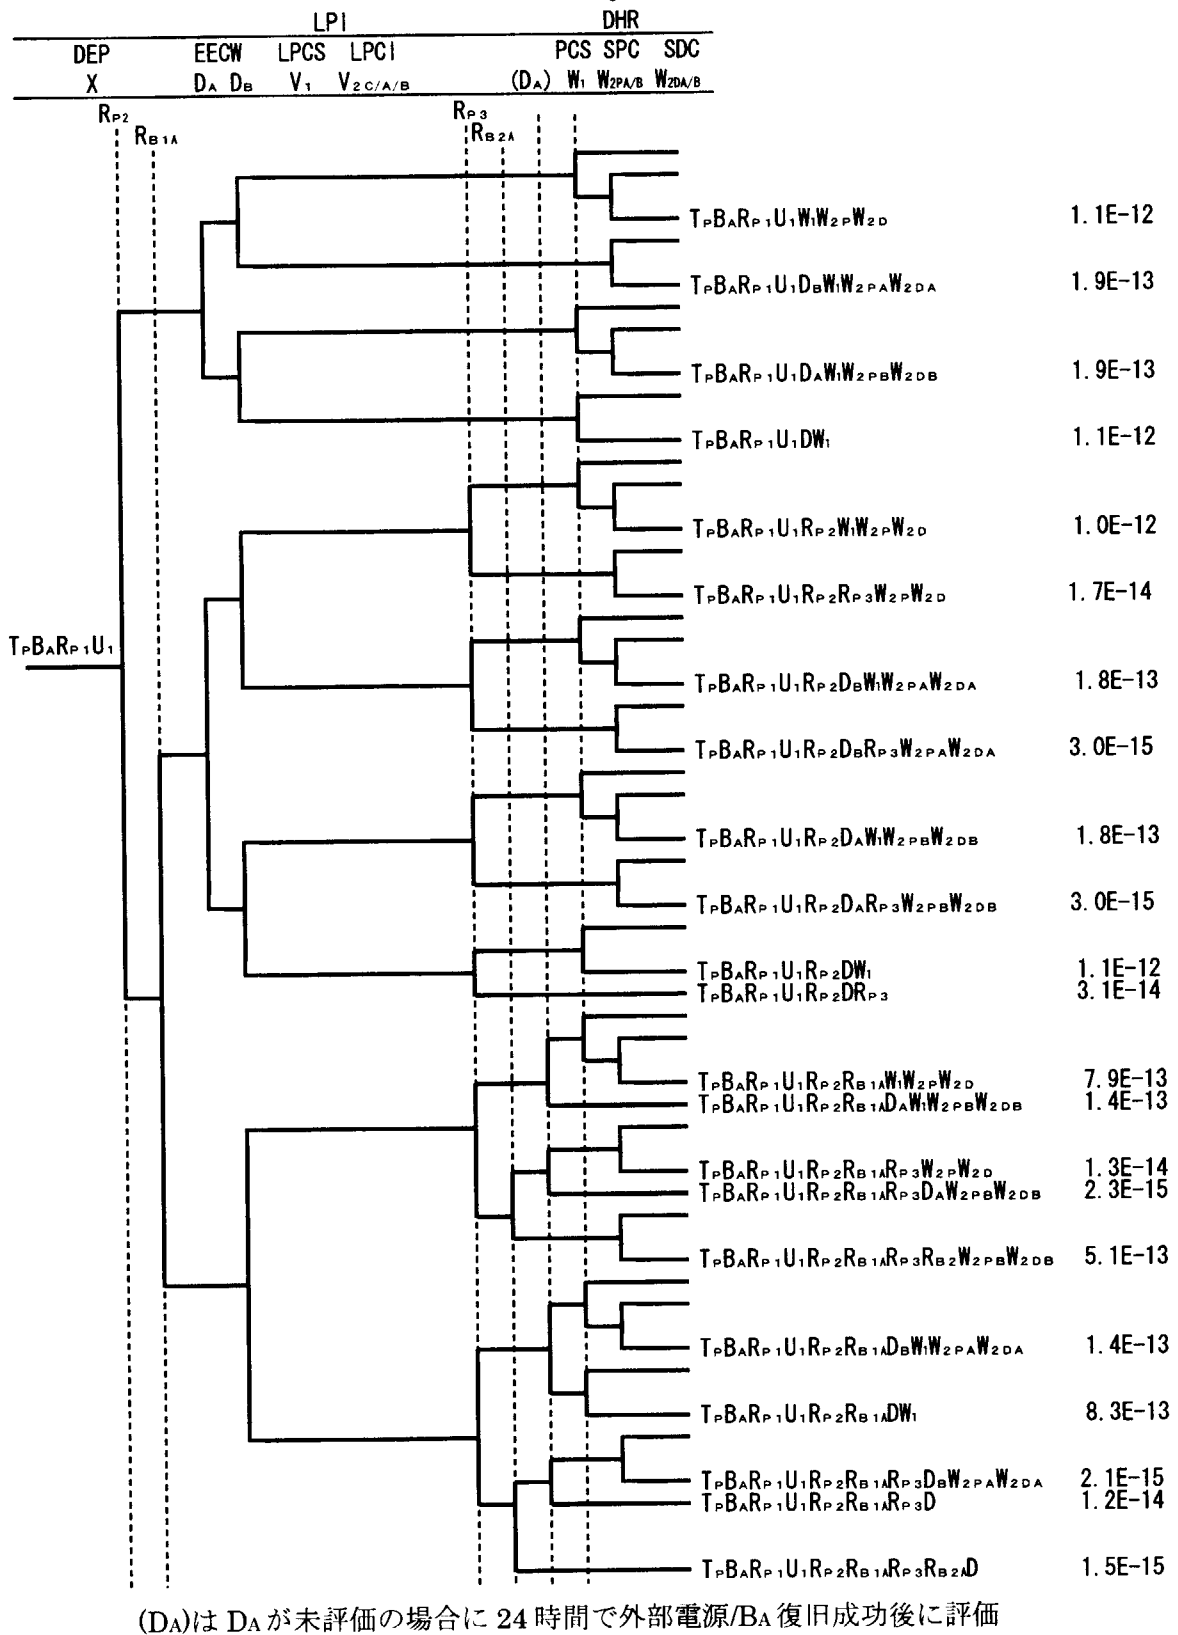 LPI DHR
DEP EECW LPCS LPCI PCS SPC SDC
X DA DB V1 V2C/A/B (DA) W1 W2PA/B W2DA/B
RP2 RP3
RB1A RB2A
TPBARP1U1W1W2PW2D 1.1E-12
TPBARP1U1DBW1W2PAW2DA 1.9E-13
TPBARP1U1DAW1W2PBW2DB 1.9E-13
TPBARP1U1DW1 1.1E-12
TPBARP1U1RP2W1W2PW2D 1.0E-12
TPBARP1U1RP2RP3W2PW2D 1.7E-14
TPBARP1U1
TPBARP1U1RP2DBW1W2PAW2DA 1.8E-13
TPBARP1U1RP2DBRP3W2PAW2DA 3.0E-15
TPBARP1U1RP2DAW1W2PBW2DB 1.8E-13
TPBARP1U1RP2DARP3W2PBW2DB 3.0E-15
TPBARP1U1RP2DW1 1.1E-12
TPBARP1U1RP2DRP3 3.1E-14
TPBARP1U1RP2RB1AW1W2PW2D 7.9E-13
TPBARP1U1RP2RB1ADAW1W2PBW2DB 1.4E-13
TPBARP1U1RP2RB1ARP3W2PW2D 1.3E-14
TPBARP1U1RP2RB1ARP3DAW2PBW2DB 2.3E-15
TPBARP1U1RP2RB1ARP3RB2W2PBW2DB 5.1E-13
TPBARP1U1RP2RB1ADBW1W2PAW2DA 1.4E-13
TPBARP1U1RP2RB1ADW1 8.3E-13
TPBARP1U1RP2RB1ARP3DBW2PAW2DA 2.1E-15
TPBARP1U1RP2RB1ARP3D 1.2E-14
TPBARP1U1RP2RB1ARP3RB2AD 1.5E-15
(DA)は DA が未評価の場合に 24 時間で外部電源/BA 復旧成功後に評価